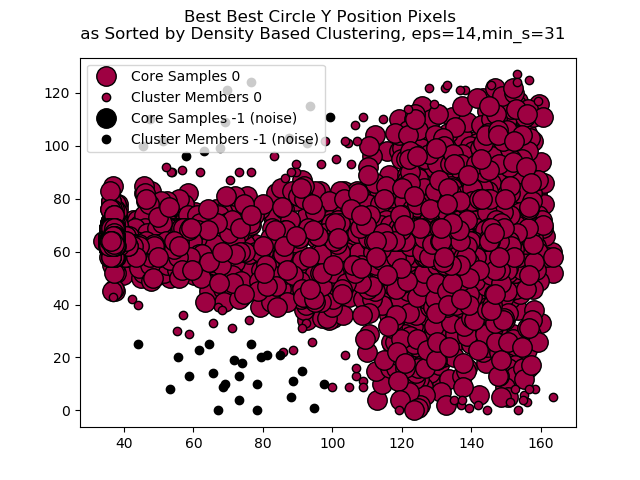 Best Best Circle Y Position Pixels
as Sorted by Density Based Clustering, eps=14,min_s=31
Core Samples 0
Cluster Members 0
Core Samples -1 (noise)
Cluster Members -1 (noise)
120
100
80
60
40
20
0
40 60 80 100 120 140 160